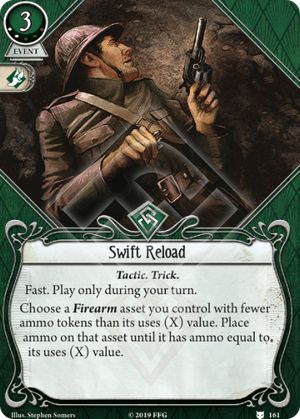 3
EVENT
Swift Reload
Tactic. Trick.
Fast. Play only during your turn.
Choose a Firearm asset you control with fewer
ammo tokens than its uses (X) value. Place
ammo on that asset until it has ammo equal to
its uses (X) value.
Illus. Stephen Somers
© 2019 FFG
161